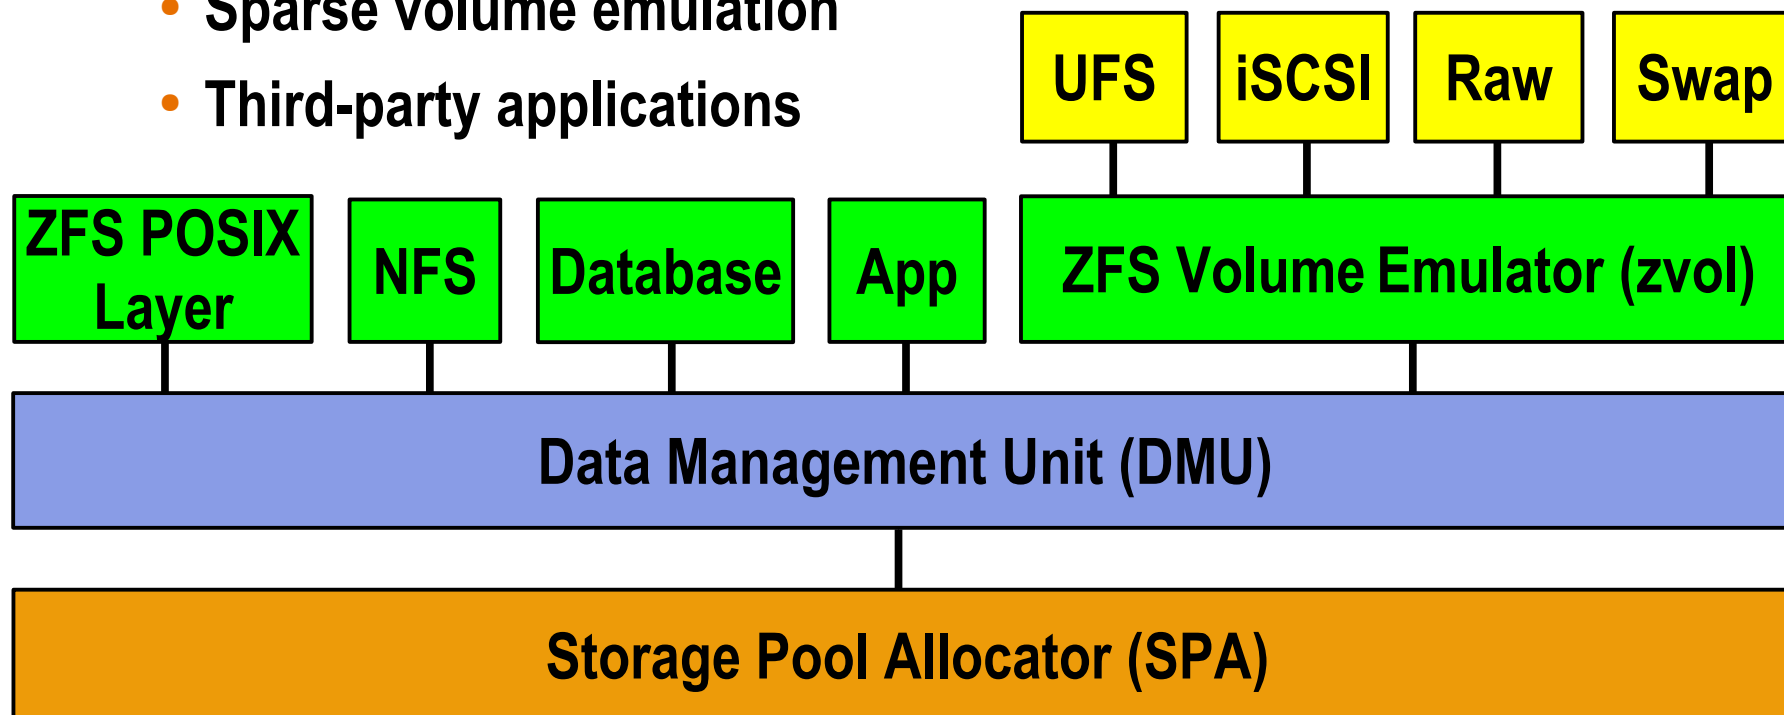 • Sparse volume emulation
• Third-party applications
UFS
iSCSI
Raw
Swap
ZFS POSIX
Layer
NFS
Database
App
ZFS Volume Emulator (zvol)
Data Management Unit (DMU)
Storage Pool Allocator (SPA)